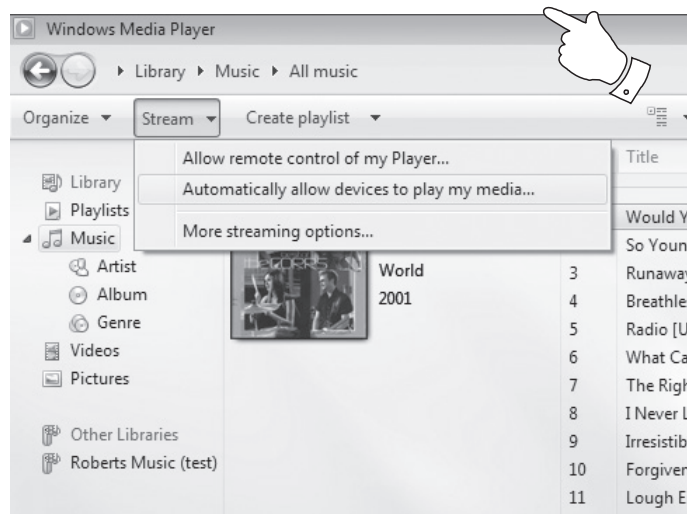 Windows Media Player
Library Music All music
Organize Stream Create playlist
Allow remote control of my Player...
Automatically allow devices to play my media...
More streaming options...
Title
Library
Playlists
Music
Artist
Album
Genre
Videos
Pictures
Other Libraries
Roberts Music (test)
the CORRS
World
2001
Would Y
So Youn
3 Runaway
4 Breathle
5 Radio [U
6 What Ca
7 The Righ
8 I Never L
9 Irresistib
10 Forgiven
11 Lough E